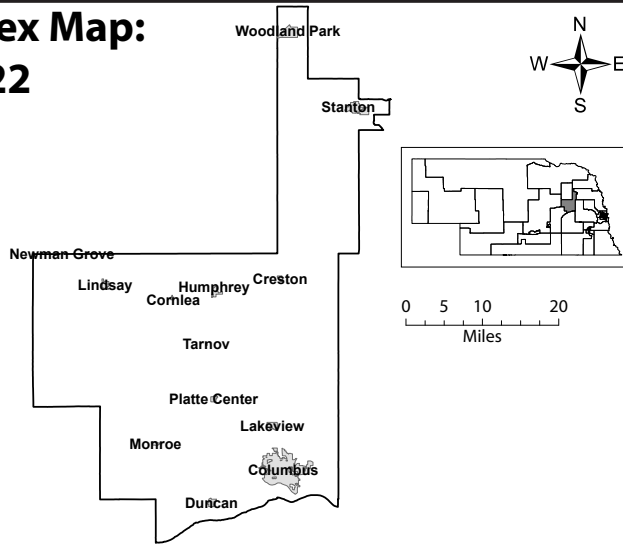 ex Map:
22
N
W E
S
Woodland Park
Stanton
Newman Grove
Lindsay
Humphrey
Creston
Cornlea
Tarnov
Platte Center
Lakeview
Monroe
Columbus
Duncan
0 5 10 20
Miles